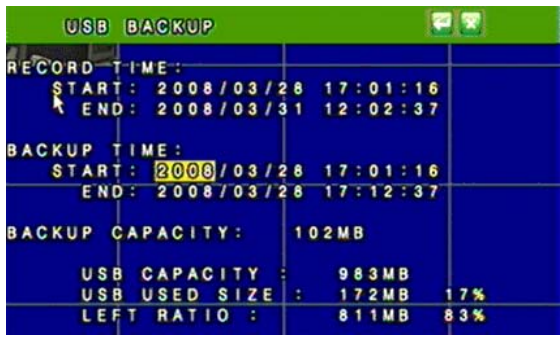 USB BACKUP
RECORD TIME:
START: 2008/03/28 17:01:16
END: 2008/03/31 12:02:37
BACKUP TIME:
START: 2008/03/28 17:01:16
END: 2008/03/28 17:12:37
BACKUP CAPACITY: 102MB
USB CAPACITY : 983MB
USB USED SIZE : 172MB 17%
LEFT RATIO : 811MB 83%